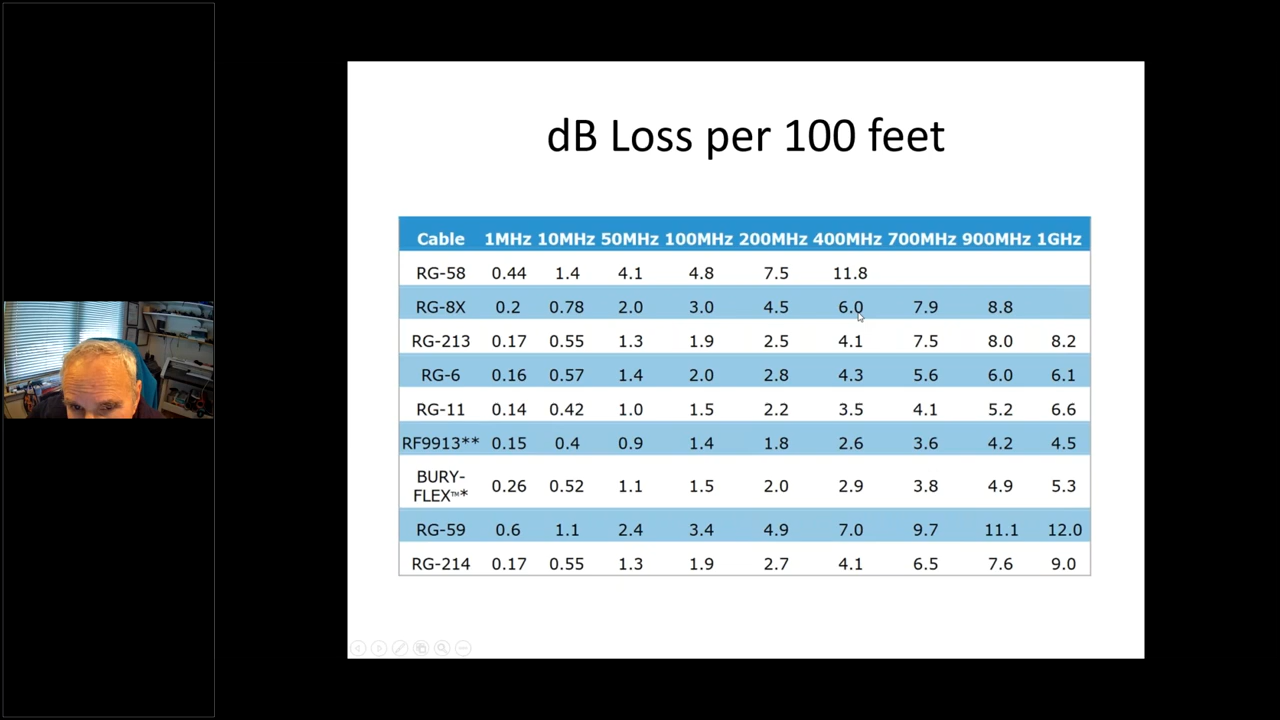 dB Loss per 100 feet
Cable 1MHz 10MHz 50MHz 100MHz 200MHz 400MHz 700MHz 900MHz 1GHz
RG-58 0.44 1.4 4.1 4.8 7.5 11.8
RG-8X 0.2 0.78 2.0 3.0 4.5 6.0 7.9 8.8
RG-213 0.17 0.55 1.3 1.9 2.5 4.1 7.5 8.0 8.2
RG-6 0.16 0.57 1.4 2.0 2.8 4.3 5.6 6.0 6.1
RG-11 0.14 0.42 1.0 1.5 2.2 3.5 4.1 5.2 6.6
RF9913** 0.15 0.4 0.9 1.4 1.8 2.6 3.6 4.2 4.5
BURY-
FLEX™* 0.26 0.52 1.1 1.5 2.0 2.9 3.8 4.9 5.3
RG-59 0.6 1.1 2.4 3.4 4.9 7.0 9.7 11.1 12.0
RG-214 0.17 0.55 1.3 1.9 2.7 4.1 6.5 7.6 9.0